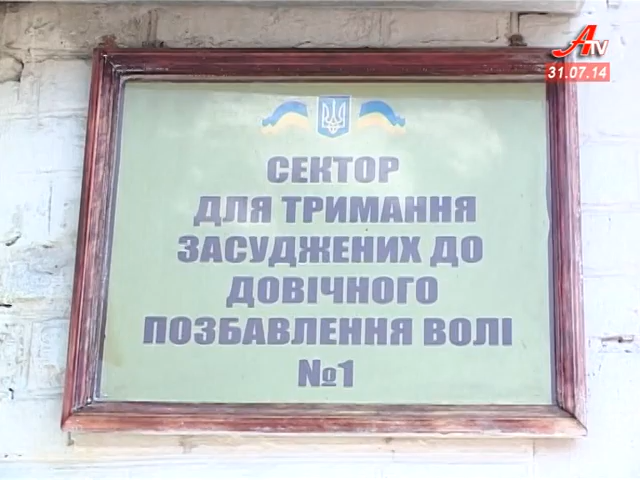 ATV
31.07.14
СЕКТОР
ДЛЯ ТРИМАННЯ
ЗАСУДЖЕНИХ ДО
ДОВІЧНОГО
ПОЗБАВЛЕННЯ ВОЛІ
№1